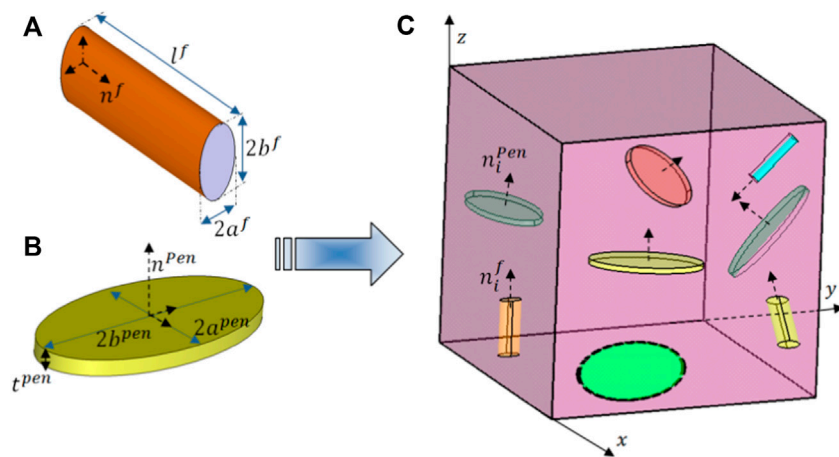 A
l^f
n^f
2b^f
2a^f
B
n^Pen
2b^pen
2a^pen
t^pen
C
z
n_i^Pen
n_i^f
y
x